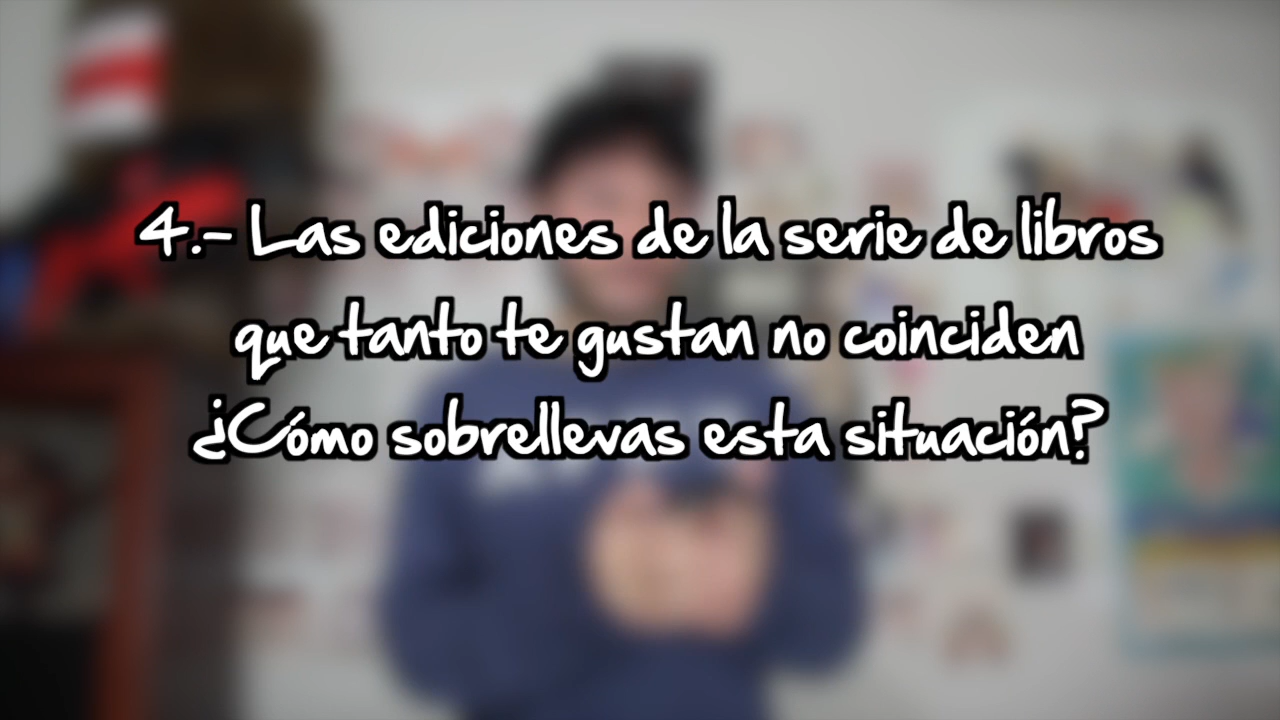 4.- Las ediciones de la serie de libros
que tanto te gustan no coinciden
¿Cómo sobrellevas esta situación?